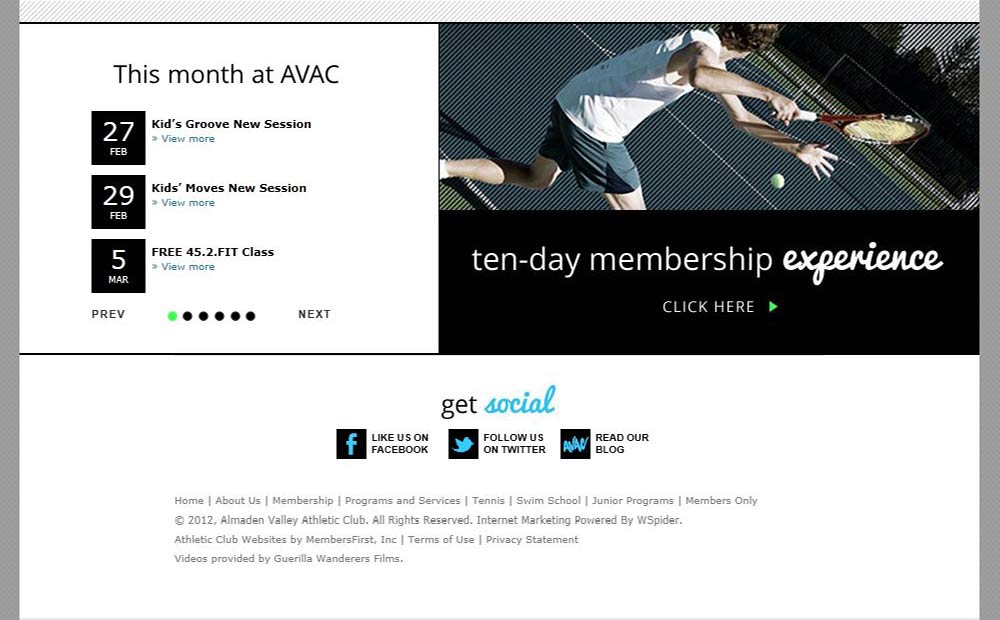 This month at AVAC
27
FEB
Kid's Groove New Session
» View more
29
FEB
Kids’ Moves New Session
» View more
5
MAR
FREE 45.2.FIT Class
» View more
PREV
NEXT
ten-day membership experience
CLICK HERE
get social
LIKE US ON
FACEBOOK
FOLLOW US
ON TWITTER
AVAC
READ OUR
BLOG
Home | About Us | Membership | Programs and Services | Tennis | Swim School | Junior Programs | Members Only
© 2012, Almaden Valley Athletic Club. All Rights Reserved. Internet Marketing Powered By WSpider.
Athletic Club Websites by MembersFirst, Inc | Terms of Use | Privacy Statement
Videos provided by Guerilla Wanderers Films.